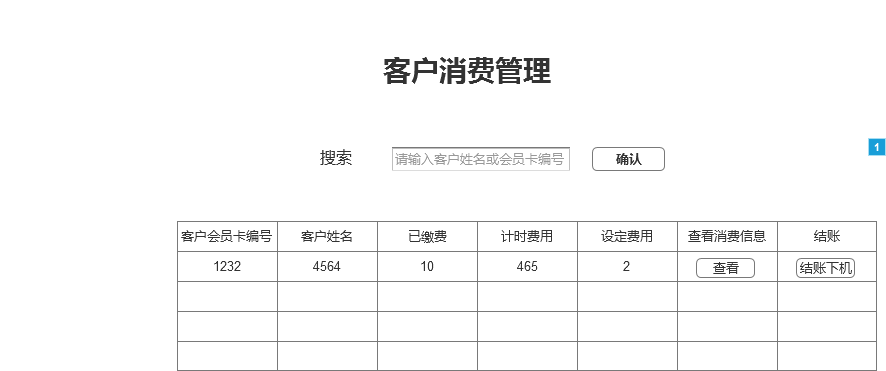 客户消费管理
搜索 请输入客户姓名或会员卡编号 确认
1
客户会员卡编号 客户姓名 已缴费 计时费用 设定费用 查看消费信息 结账
1232 4564 10 465 2 查看 结账下机